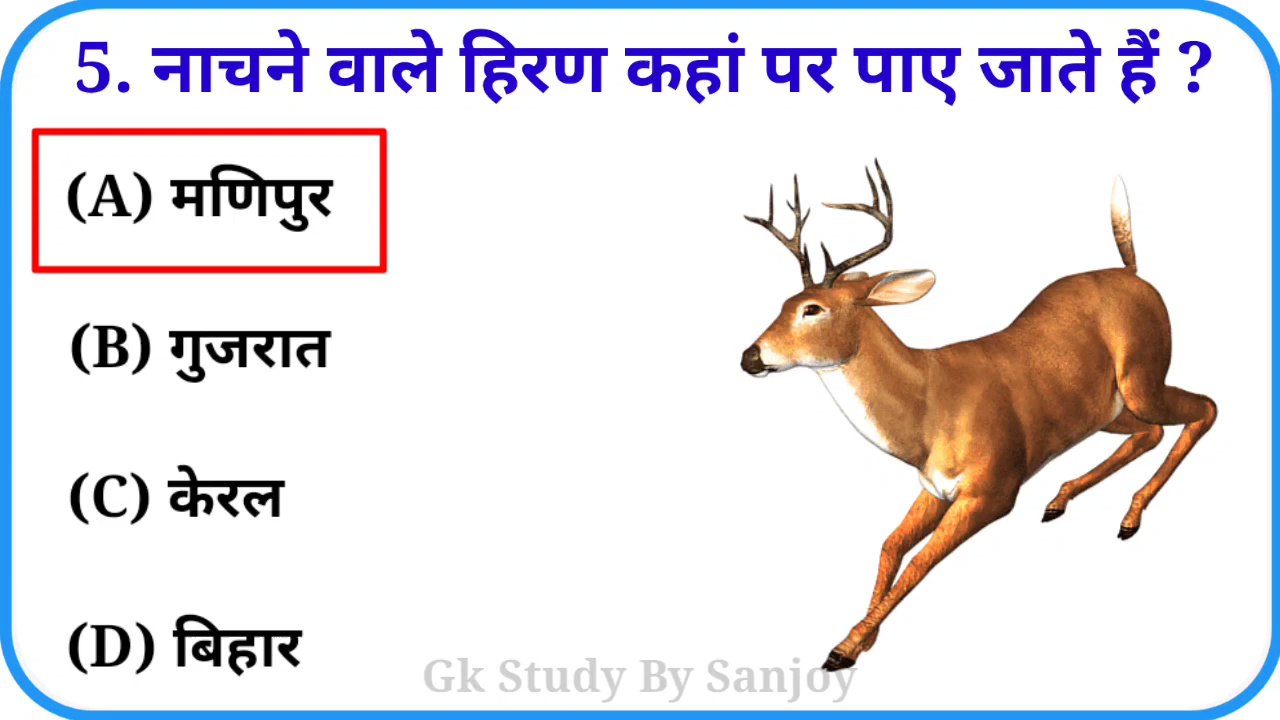 5. नाचने वाले हिरण कहां पर पाए जाते हैं ?
(A) मणिपुर
(B) गुजरात
(C) केरल
(D) बिहार
Gk Study By Sanjoy